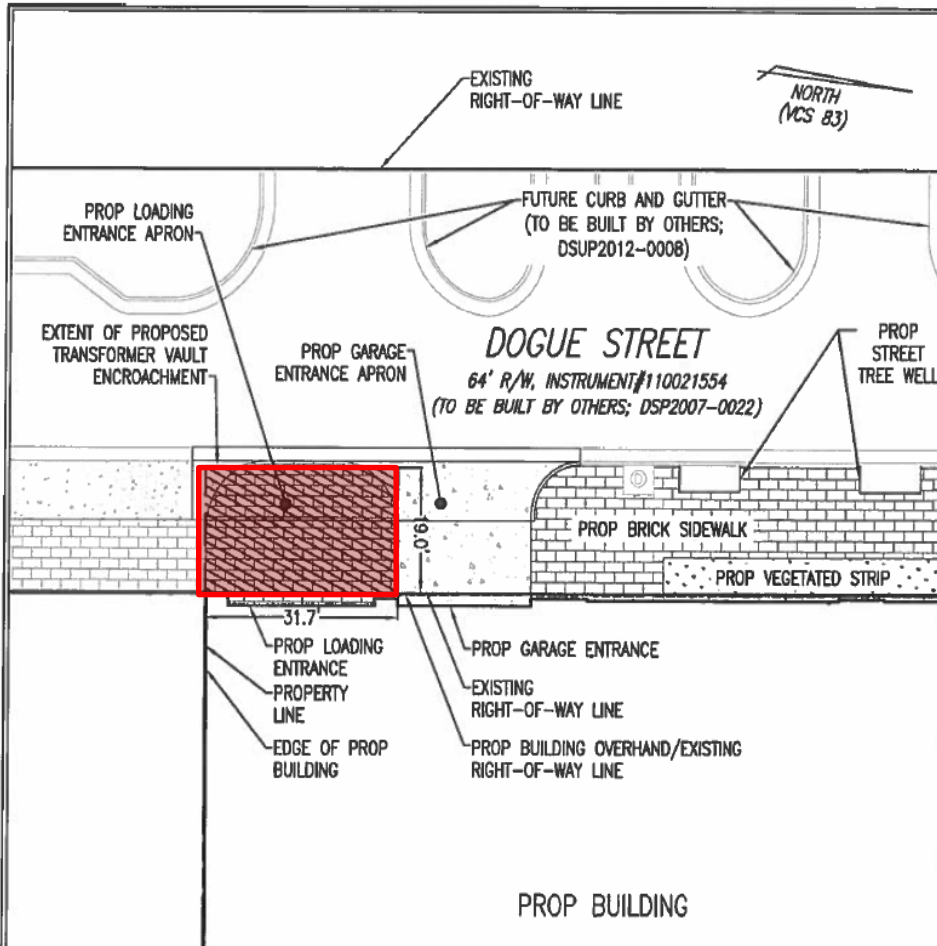 EXISTING
RIGHT-OF-WAY LINE
NORTH
(VCS 83)
PROP LOADING
ENTRANCE APRON
FUTURE CURB AND GUTTER
(TO BE BUILT BY OTHERS;
DSUP2012-0008)
EXTENT OF PROPOSED
TRANSFORMER VAULT
ENCROACHMENT
PROP GARAGE
ENTRANCE APRON
DOGUE STREET
64' R/W, INSTRUMENT#110021554
(TO BE BUILT BY OTHERS; DSP2007-0022)
PROP
STREET
TREE WELL
19.0'
PROP BRICK SIDEWALK
PROP VEGETATED STRIP
31.7'
PROP LOADING
ENTRANCE
PROPERTY
LINE
EDGE OF PROP
BUILDING
PROP GARAGE ENTRANCE
EXISTING
RIGHT-OF-WAY LINE
PROP BUILDING OVERHAND/EXISTING
RIGHT-OF-WAY LINE
PROP BUILDING